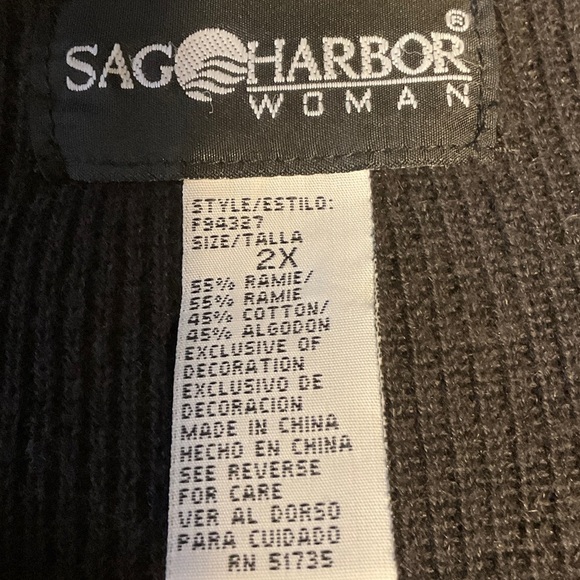 SAG HARBOR®
WOMAN
STYLE/ESTILO:
F94327
SIZE/TALLA
2X
55% RAMIE/
55% RAMIE
45% COTTON/
45% ALGODON
EXCLUSIVE OF
DECORATION
EXCLUSIVO DE
DECORACION
MADE IN CHINA
HECHO EN CHINA
SEE REVERSE
FOR CARE
VER AL DORSO
PARA CUIDADO
RN 51735